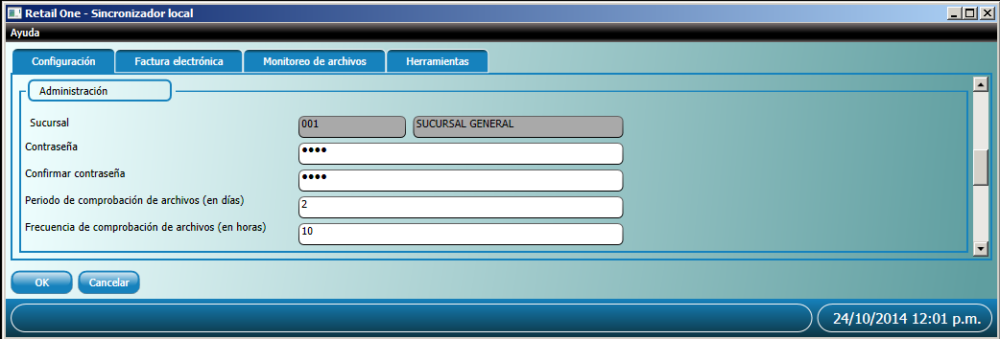 Retail One - Sincronizador local
Ayuda
Configuración Factura electrónica Monitoreo de archivos Herramientas
Administración
Sucursal 001 SUCURSAL GENERAL
Contraseña ••••
Confirmar contraseña ••••
Periodo de comprobación de archivos (en días) 2
Frecuencia de comprobación de archivos (en horas) 10
OK Cancelar
24/10/2014 12:01 p.m.